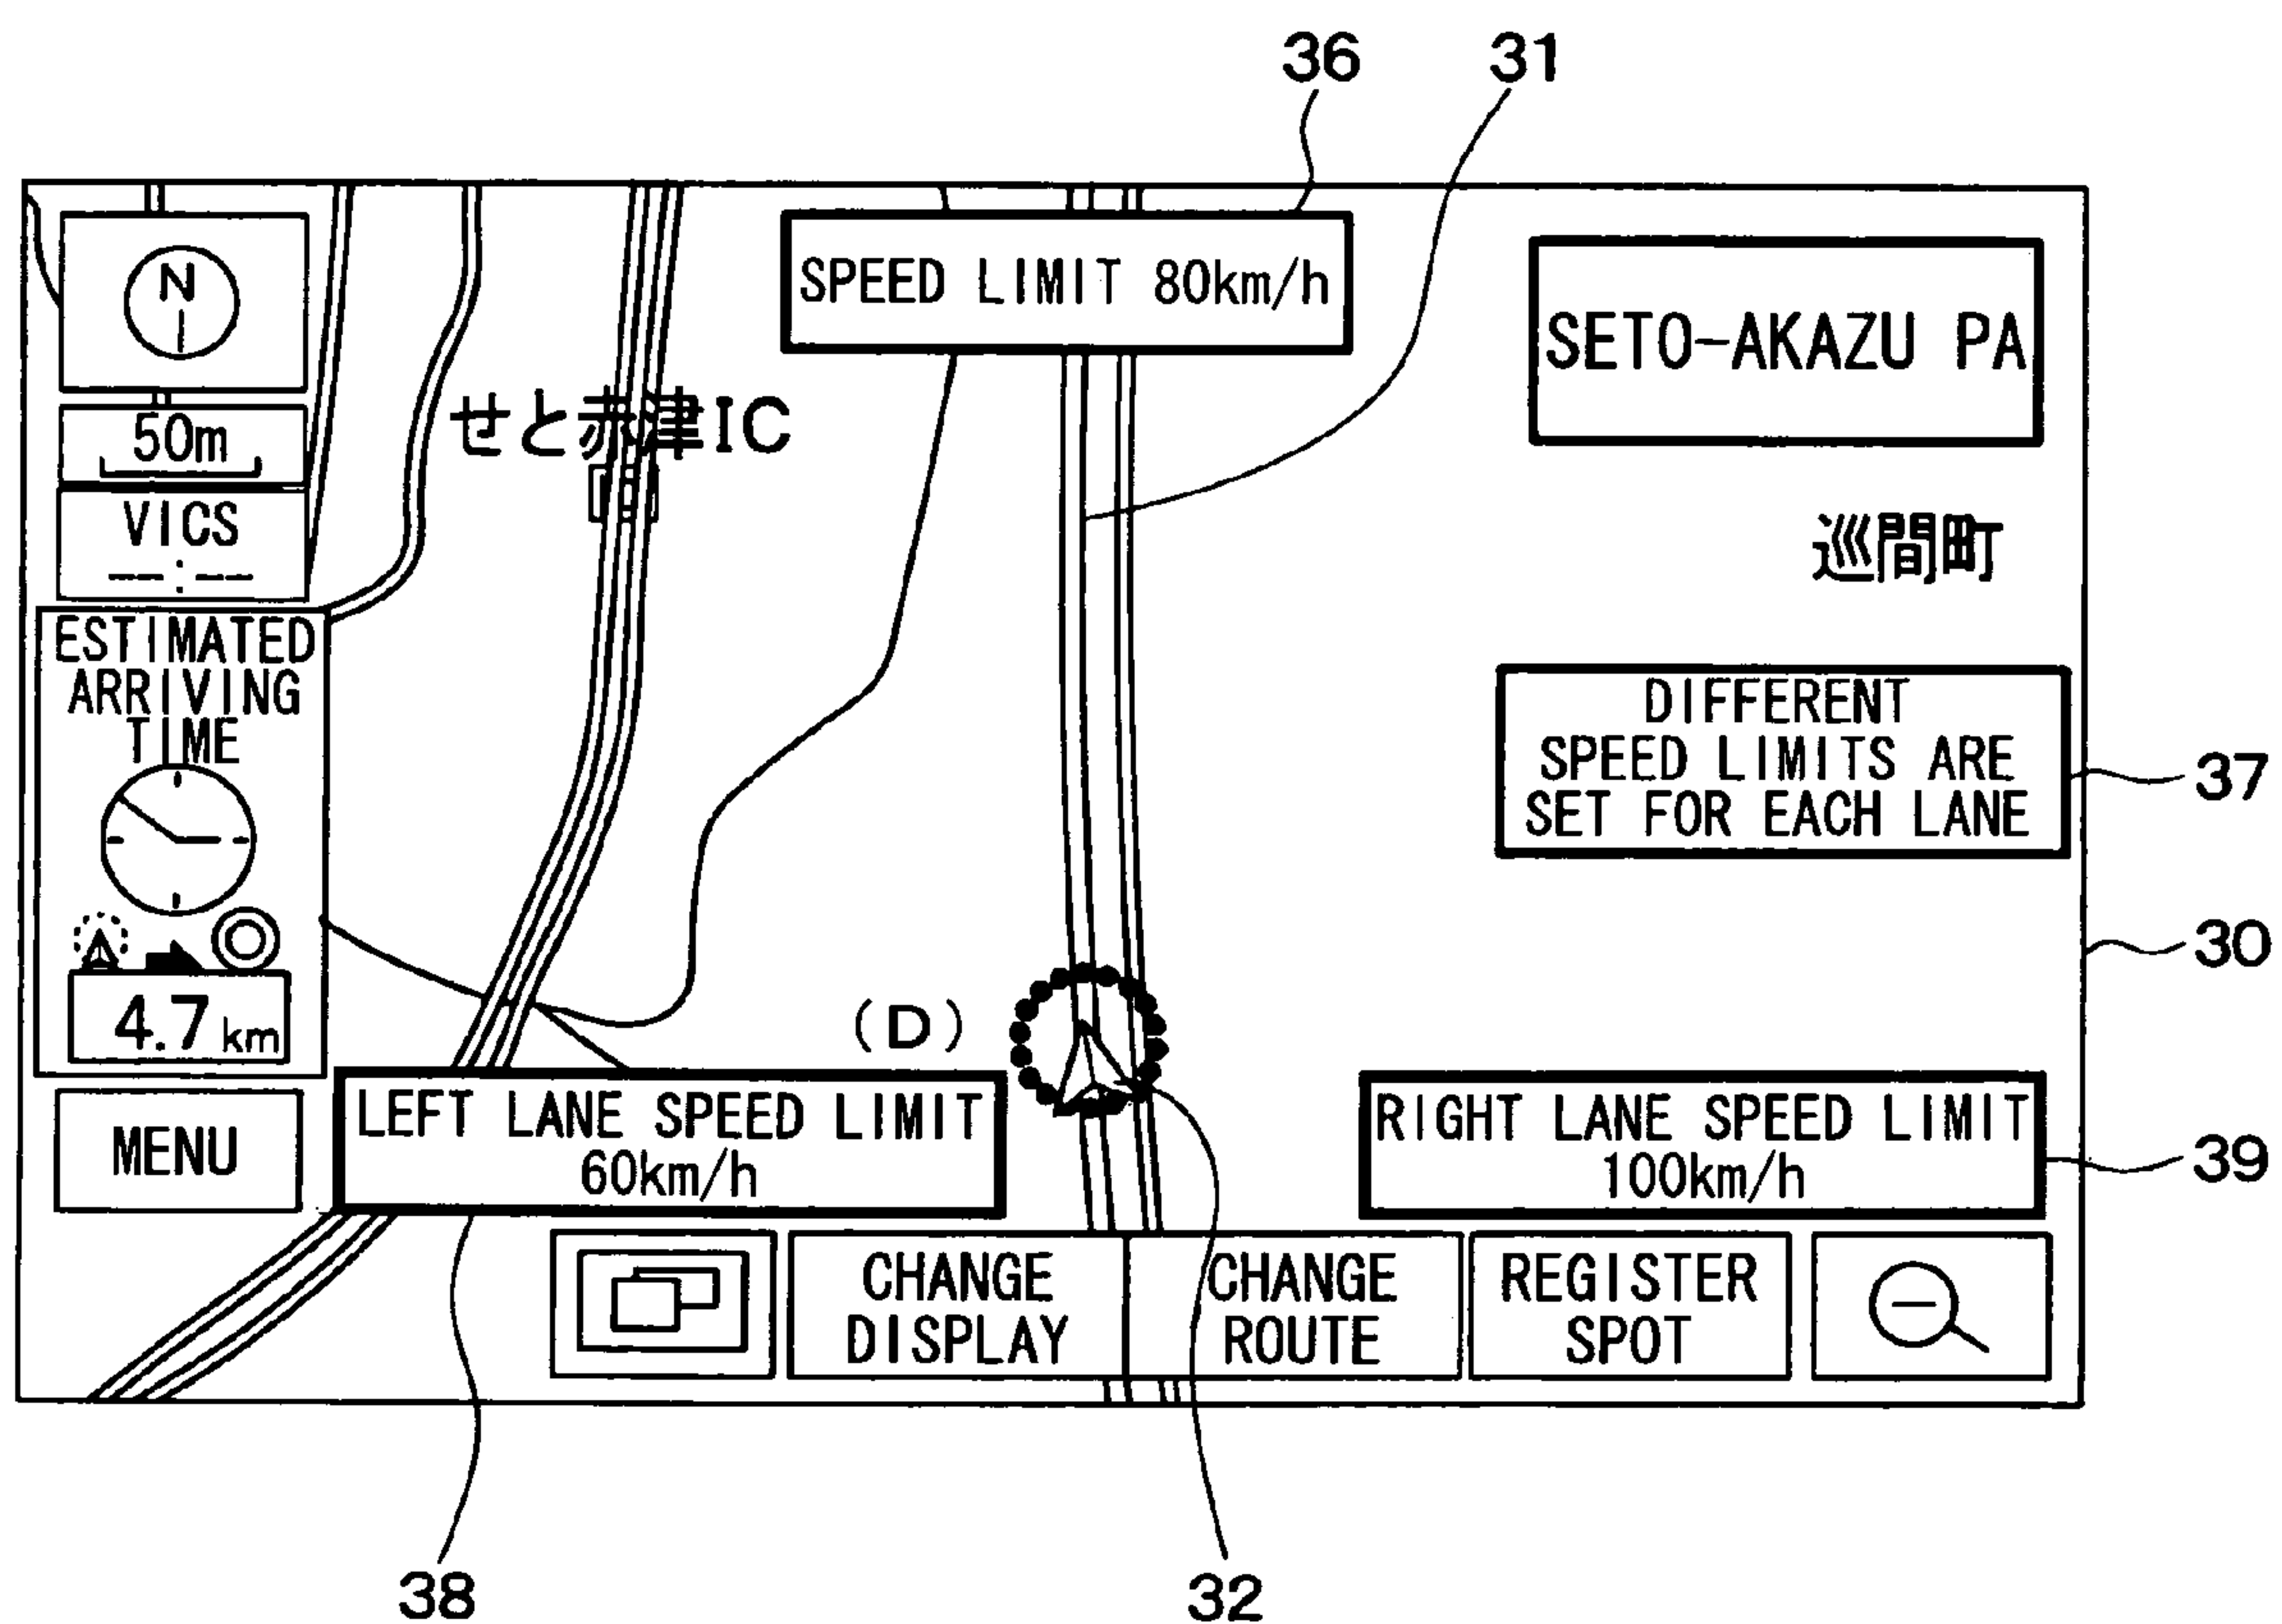 36
31
N
SPEED LIMIT 80km/h
SETO-AKAZU PA
50m
せと赤津IC
VICS
--:--
巡間町
ESTIMATED
ARRIVING
TIME
DIFFERENT
SPEED LIMITS ARE
SET FOR EACH LANE
37
30
4.7 km
(D)
LEFT LANE SPEED LIMIT
60km/h
RIGHT LANE SPEED LIMIT
100km/h
39
MENU
CHANGE
DISPLAY
CHANGE
ROUTE
REGISTER
SPOT
38
32